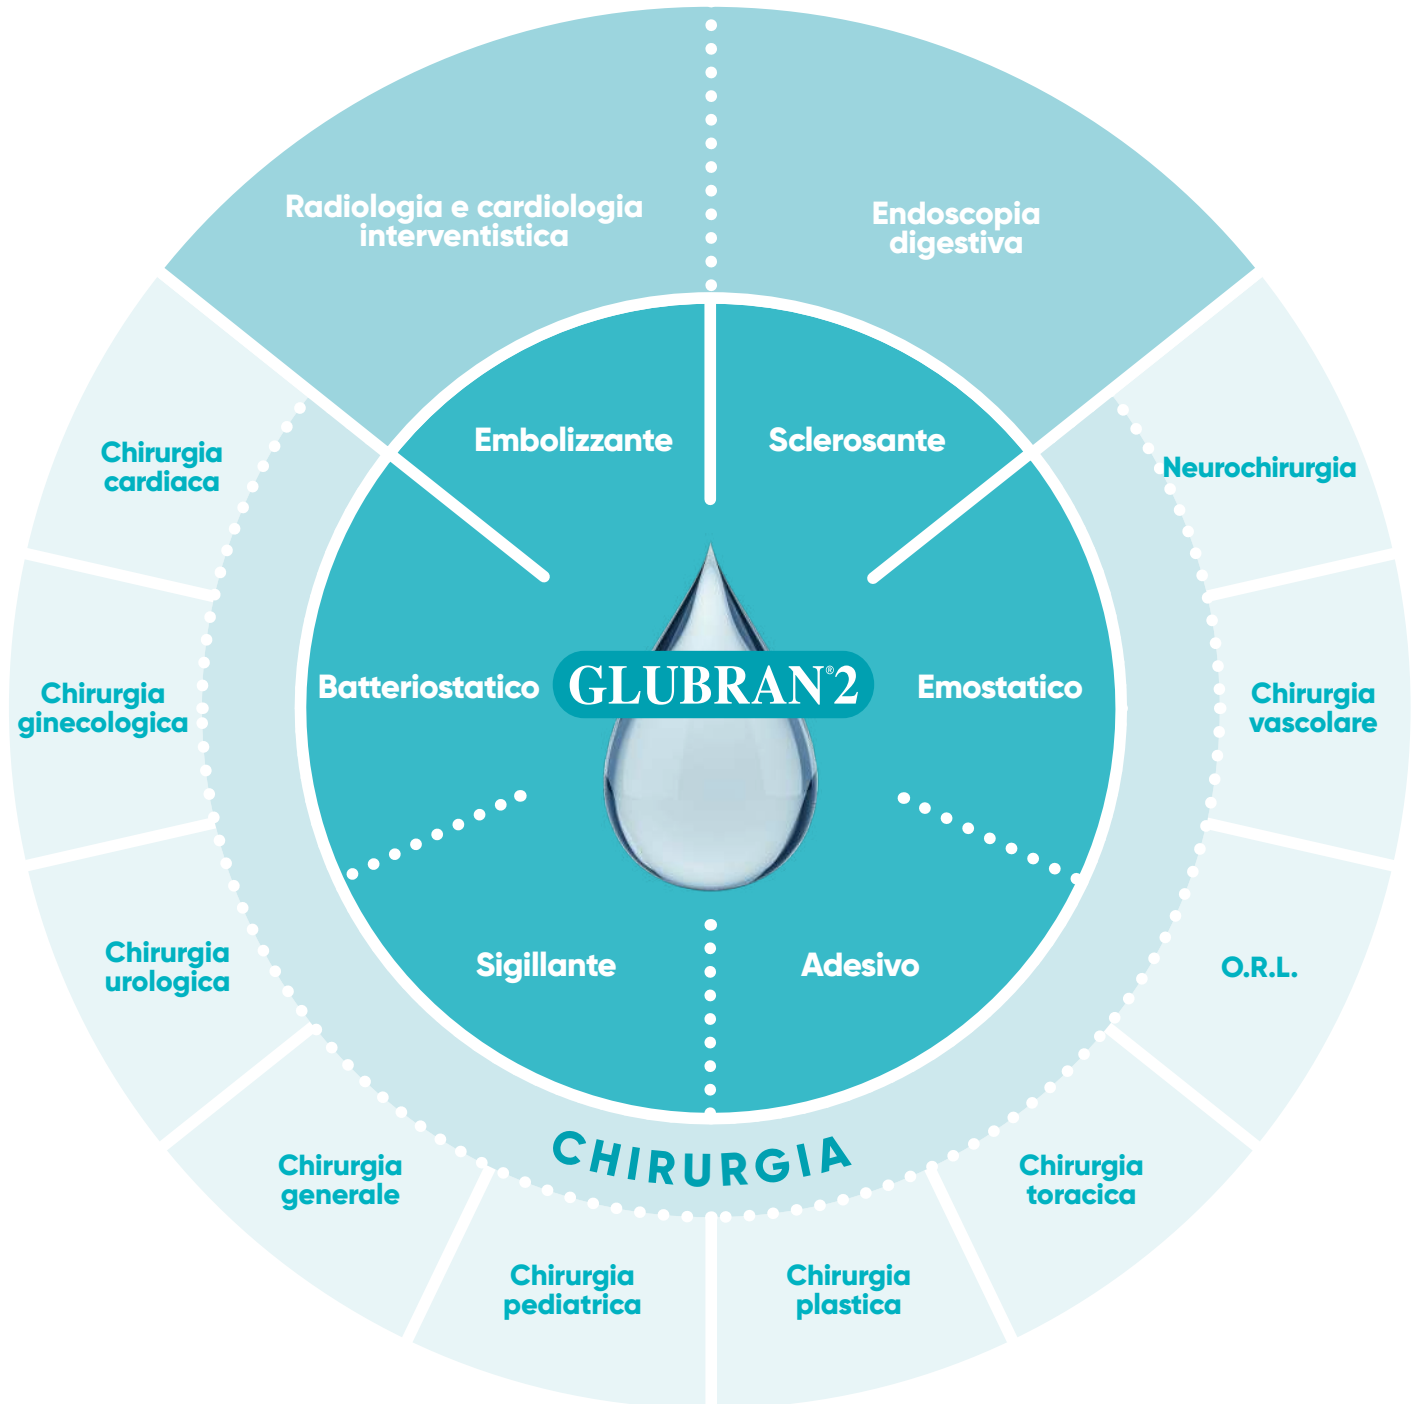 Radiologia e cardiologia
interventistica
Endoscopia
digestiva
Embolizzante
Sclerosante
Chirurgia
cardiaca
Neurochirurgia
Batteriostatico
GLUBRAN®2
Emostatico
Chirurgia
ginecologica
Chirurgia
vascolare
Sigillante
Adesivo
Chirurgia
urologica
O.R.L.
CHIRURGIA
Chirurgia
generale
Chirurgia
toracica
Chirurgia
pediatrica
Chirurgia
plastica